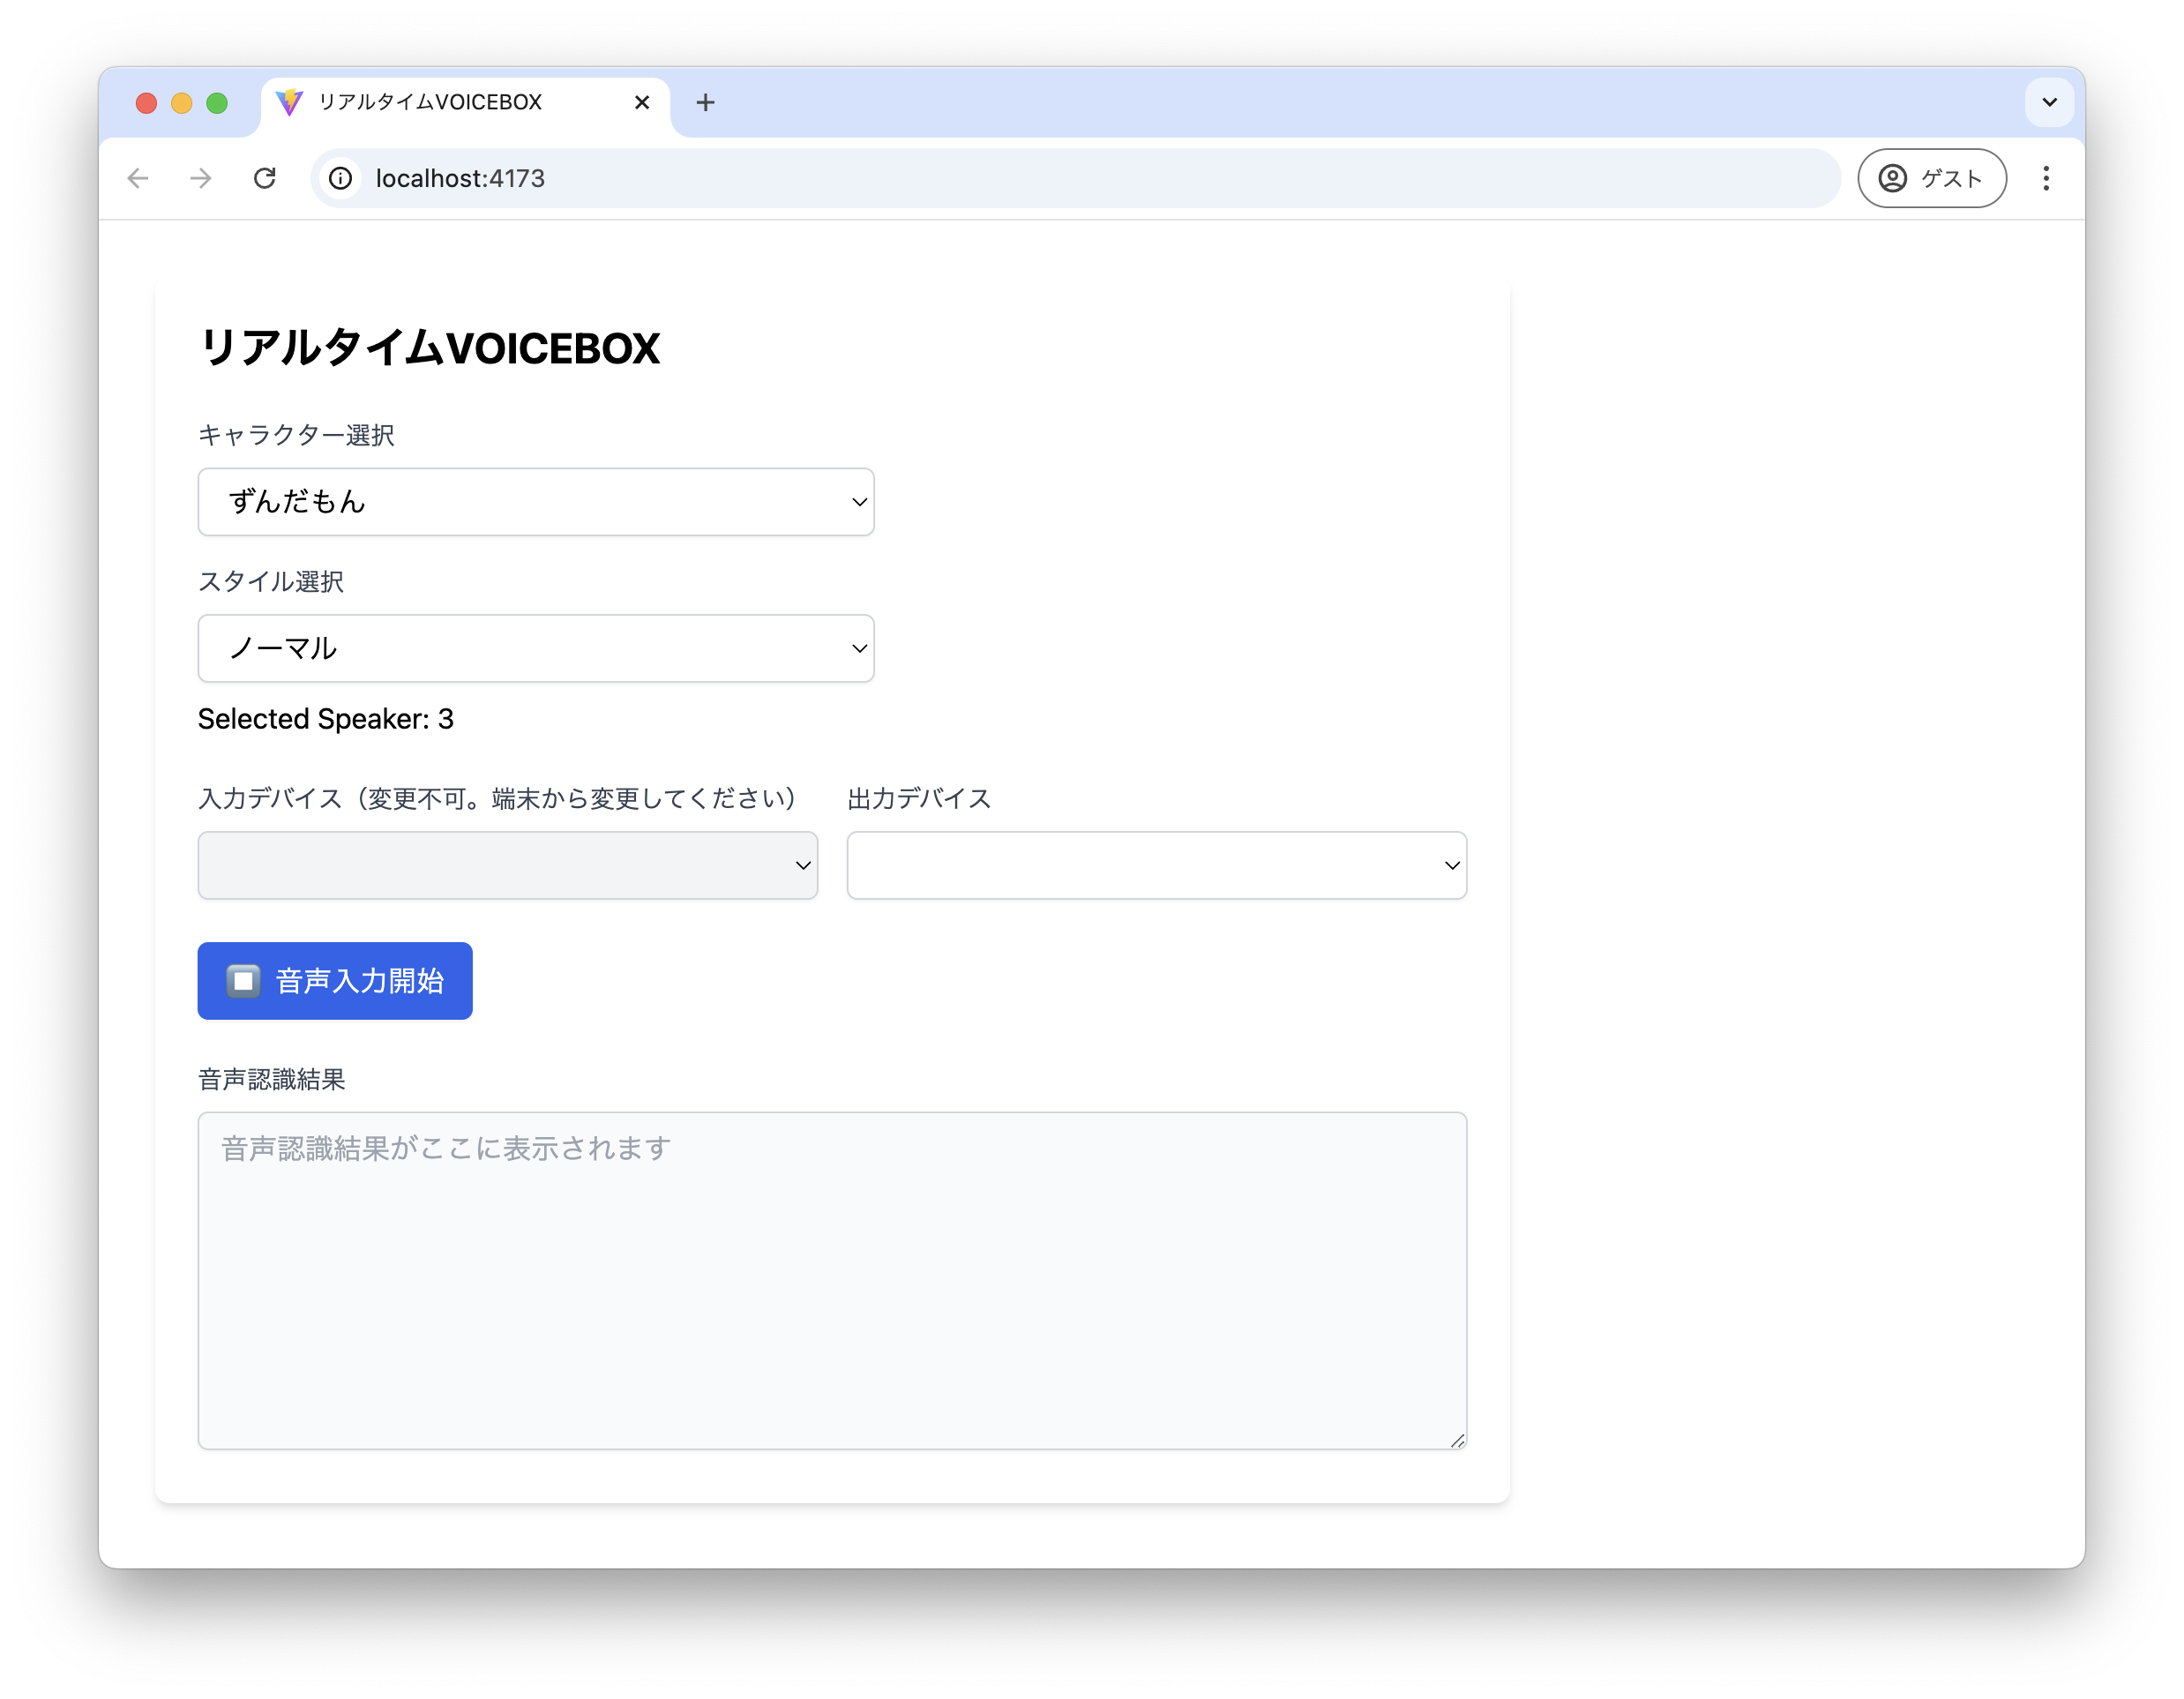 リアルタイムVOICEBOX
localhost:4173
ゲスト
リアルタイムVOICEBOX
キャラクター選択
ずんだもん
スタイル選択
ノーマル
Selected Speaker: 3
入力デバイス（変更不可。端末から変更してください）
出力デバイス
音声入力開始
音声認識結果
音声認識結果がここに表示されます